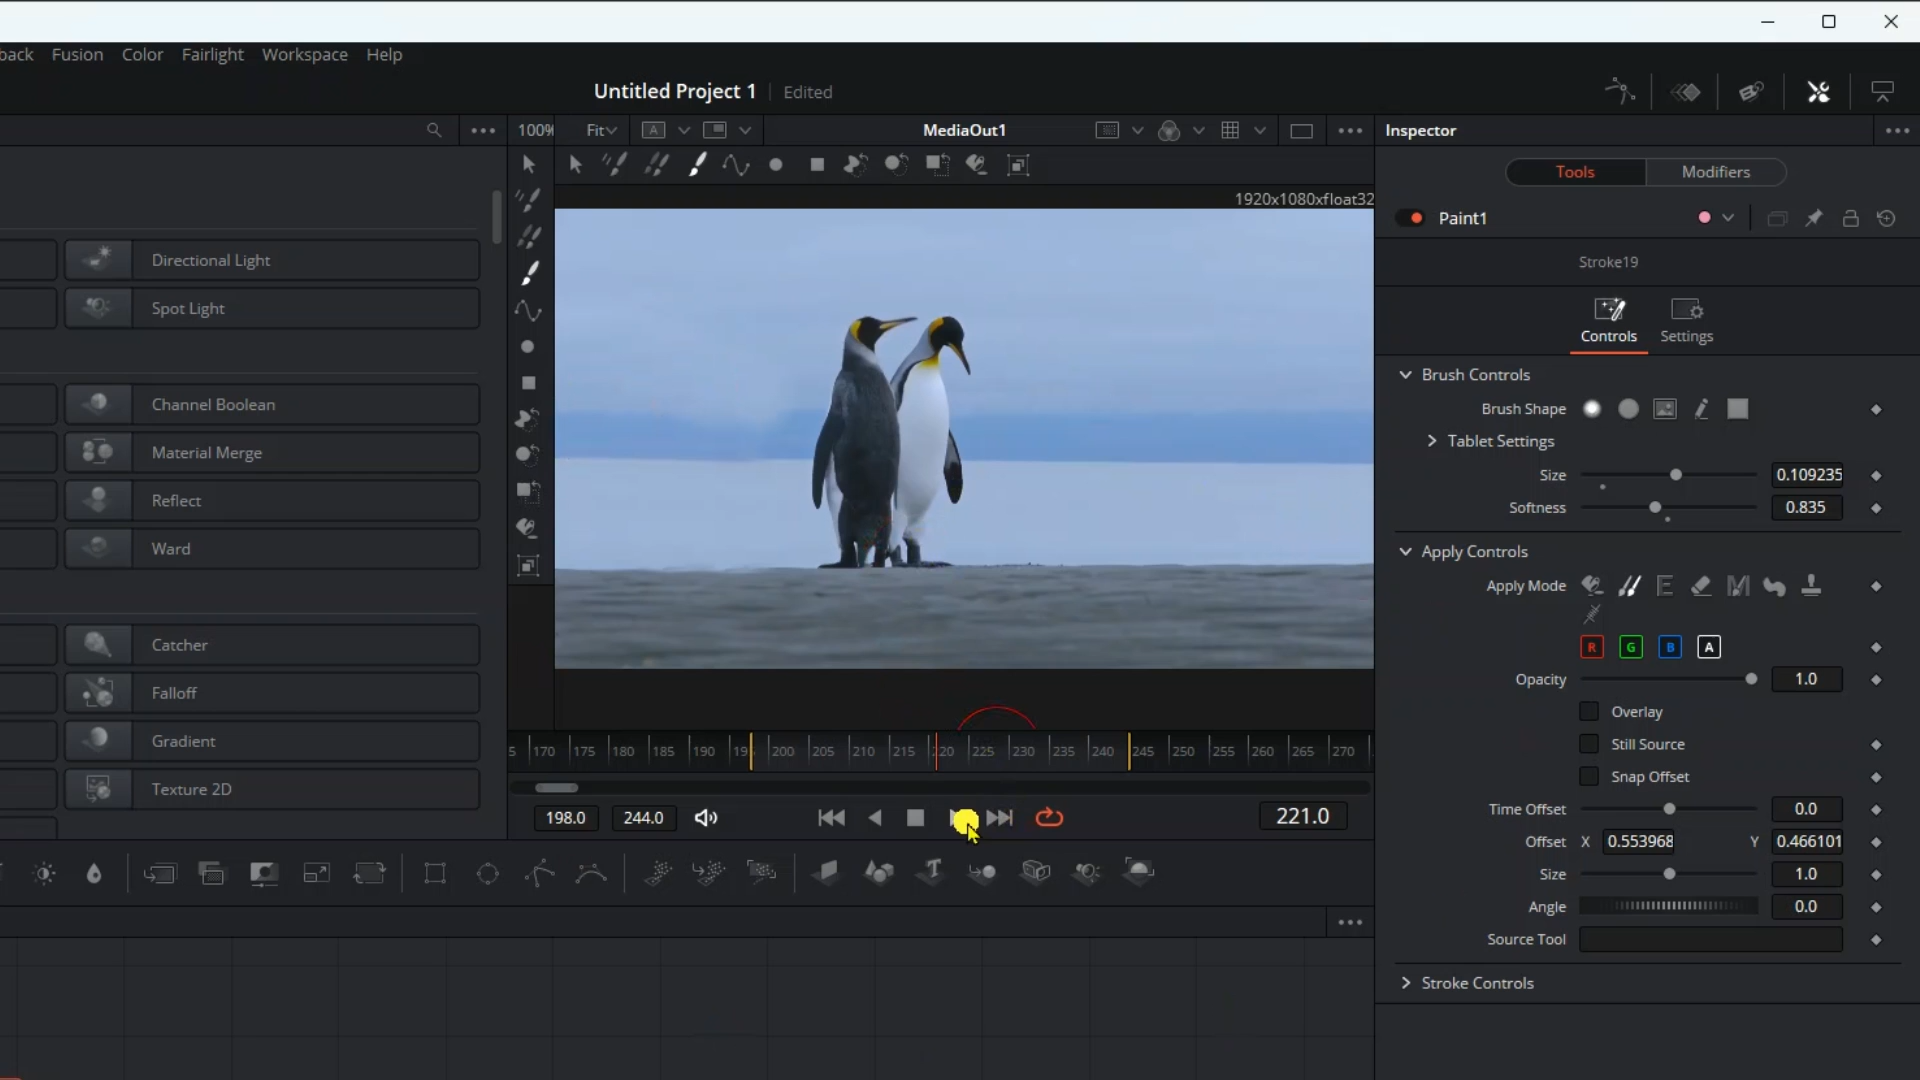 back Fusion Color Fairlight Workspace Help
Untitled Project 1 Edited
100% Fit A MediaOut1 Inspector
Tools Modifiers
1920x1080xfloat32
Paint1
Stroke19
Directional Light
Spot Light
Controls Settings
Brush Controls
Channel Boolean
Brush Shape
Tablet Settings
Material Merge
Size 0.109235
Reflect
Softness 0.835
Ward
Apply Controls
Apply Mode E
Catcher
R G B A
Opacity 1.0
Falloff
Overlay
Gradient
Still Source
5 170 175 180 185 190 19 200 205 210 215 220 225 230 235 240 245 250 255 260 265 270
Snap Offset
Texture 2D
Time Offset 0.0
198.0 244.0 221.0
Offset X 0.553968 Y 0.466101
T
Size 1.0
Angle 0.0
Source Tool
Stroke Controls